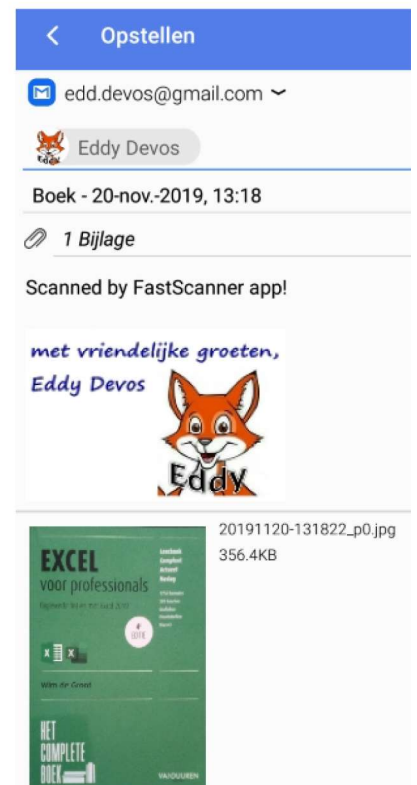 Opstellen
edd.devos@gmail.com
Eddy Devos
Boek - 20-nov.-2019, 13:18
1 Bijlage
Scanned by FastScanner app!
met vriendelijke groeten,
Eddy Devos
Eddy
20191120-131822_p0.jpg
356.4KB
EXCEL
voor professionals
Wim de Groot
HET
COMPLETE
BOEK
VANDUUREN